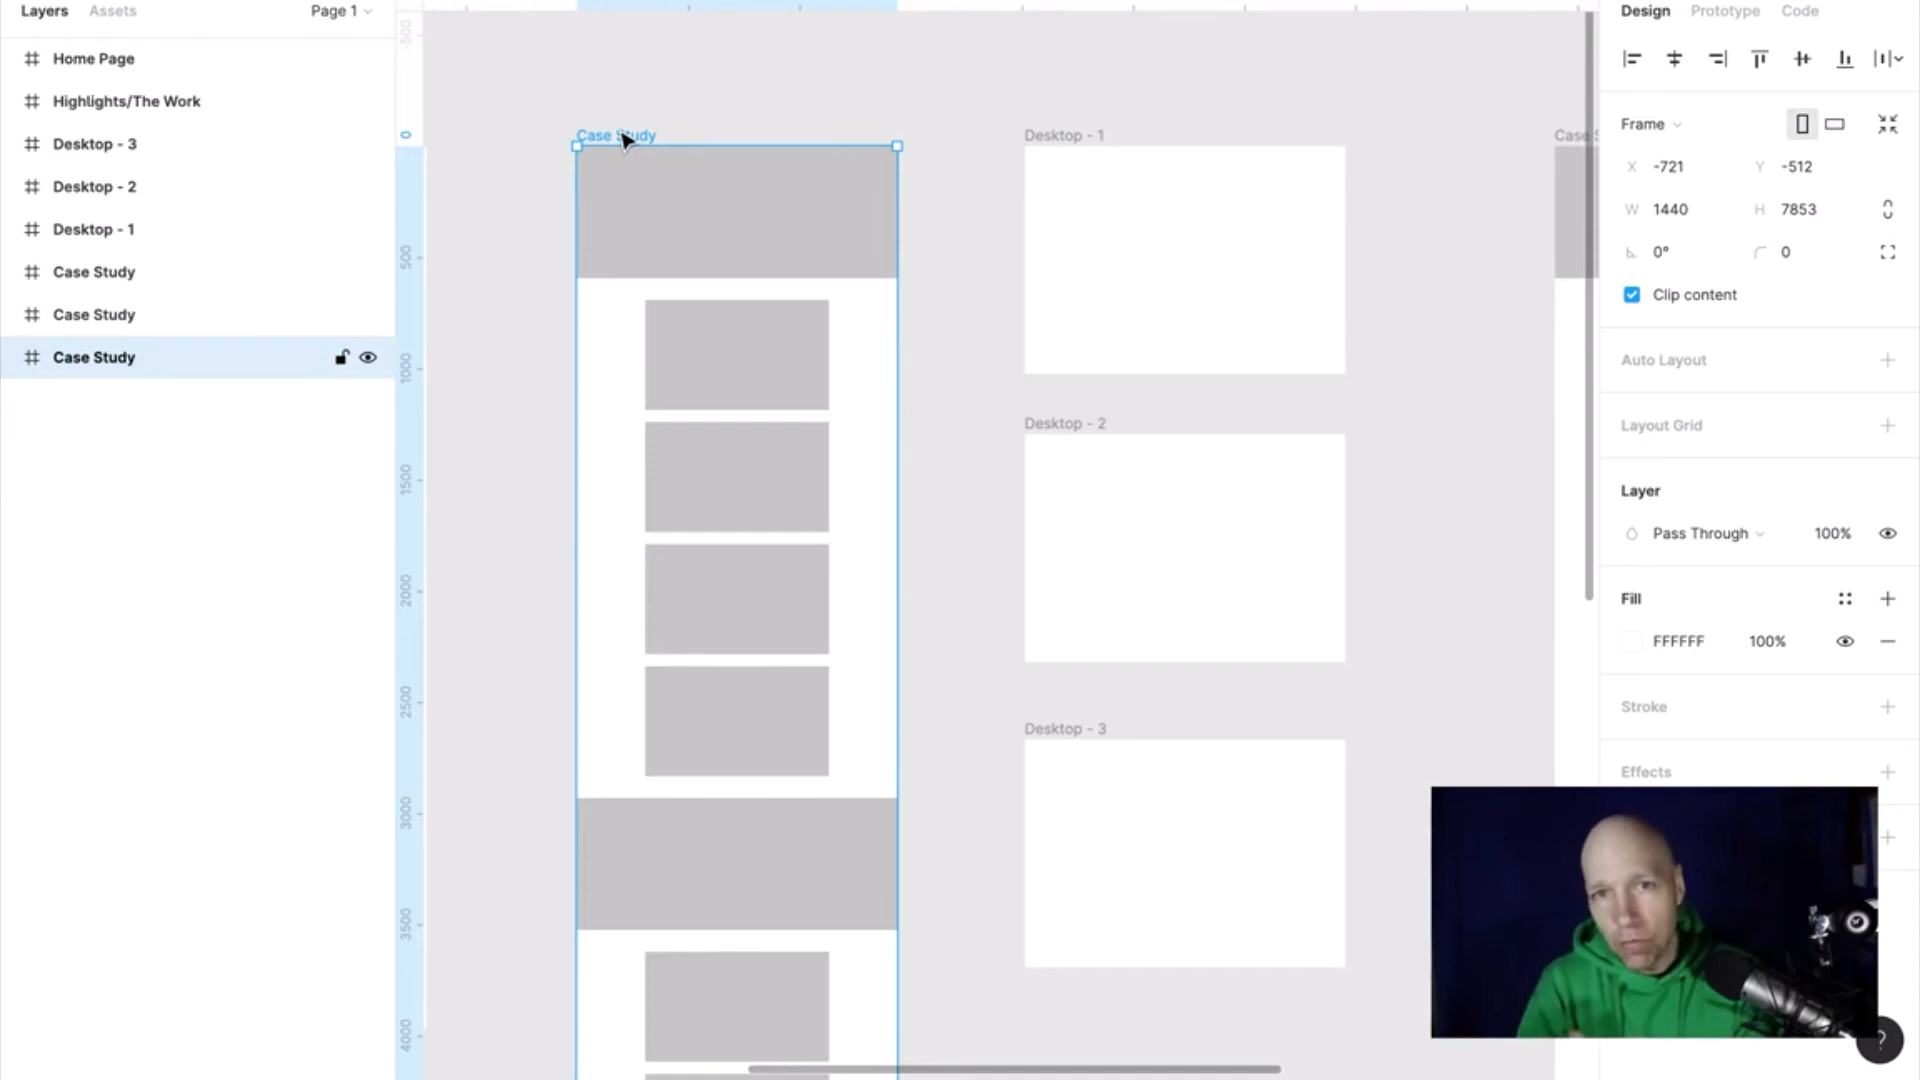 Layers Assets Page 1
Home Page
Highlights/The Work
Desktop - 3
Desktop - 2
Desktop - 1
Case Study
Case Study
Case Study
-500
0
500
1000
1500
2000
2500
3000
3500
4000
Case Study
Desktop - 1
Desktop - 2
Desktop - 3
Case S
Design Prototype Code
Frame
X -721 Y -512
W 1440 H 7853
0° 0
Clip content
Auto Layout
Layout Grid
Layer
Pass Through 100%
Fill
FFFFFF 100%
Stroke
Effects
?